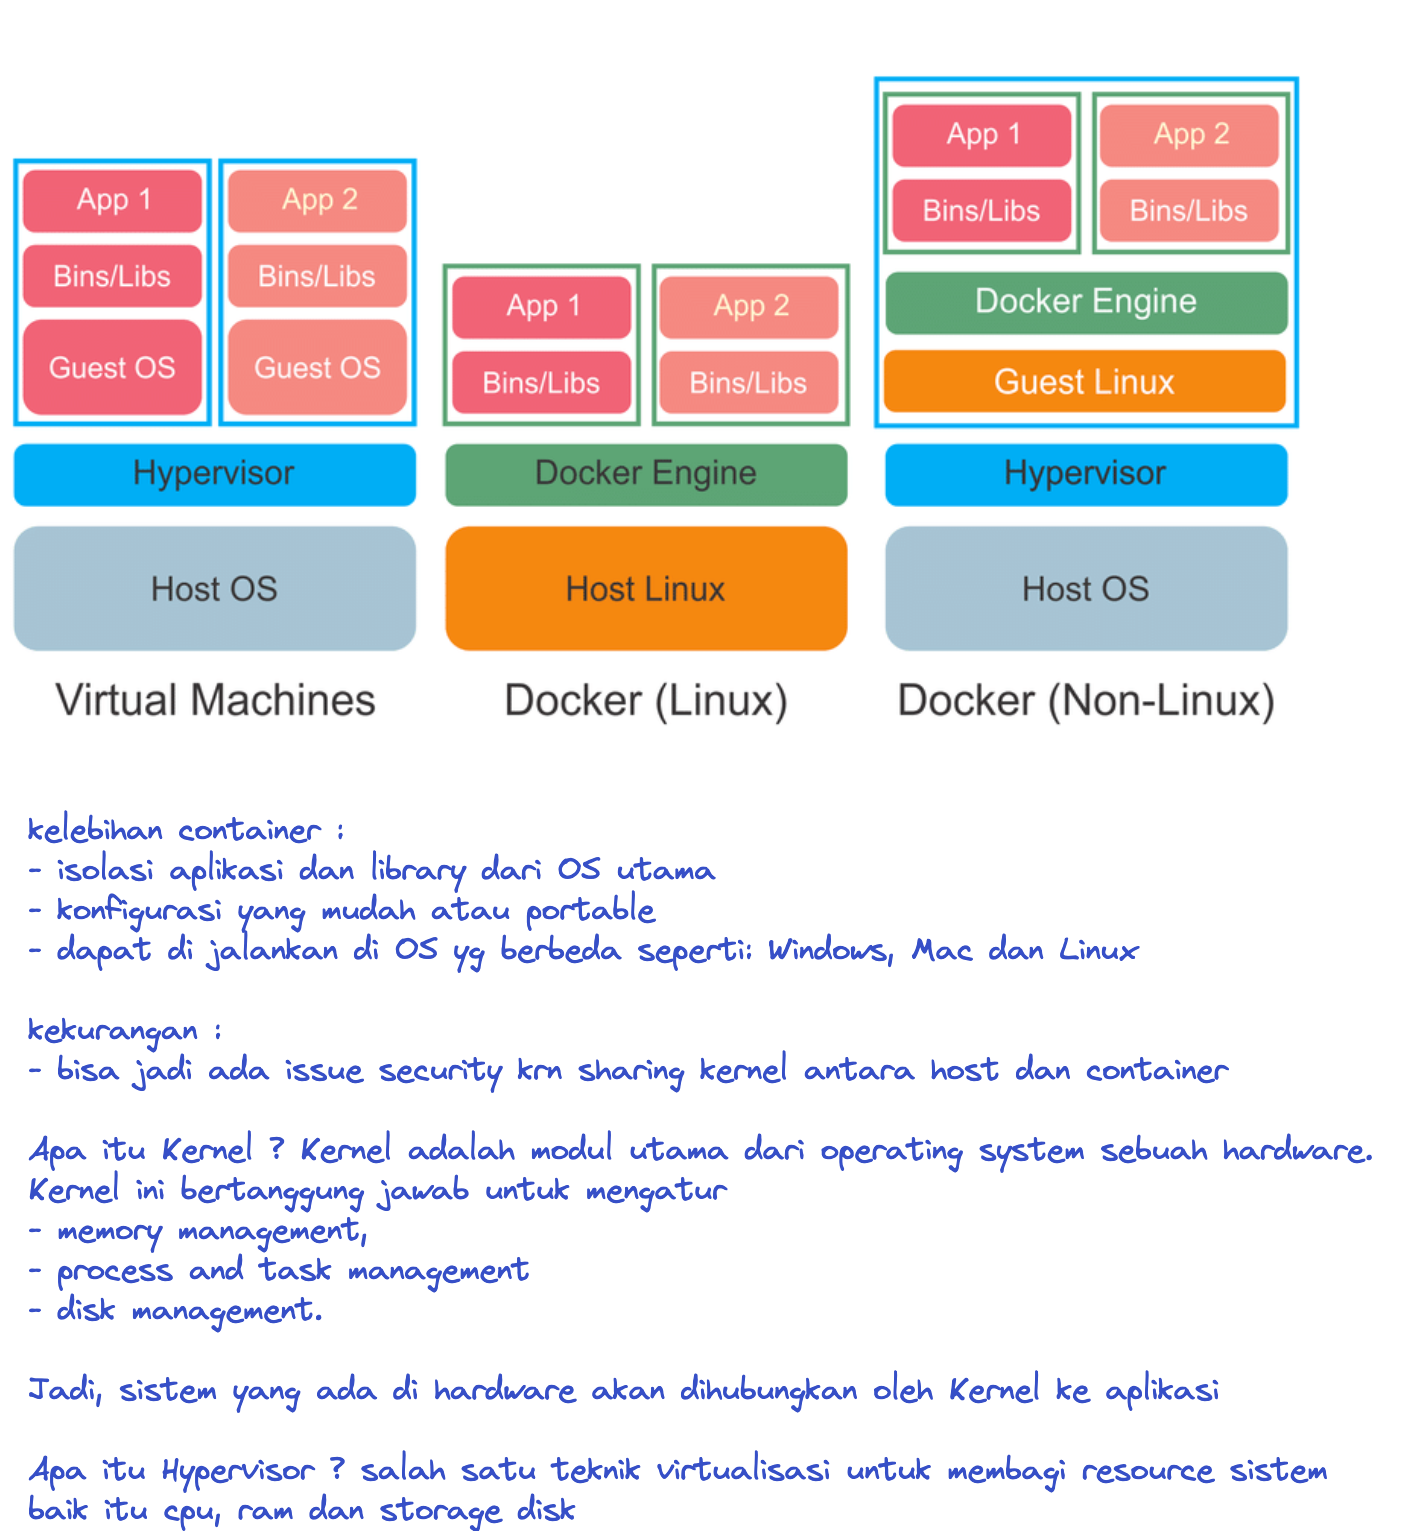 App 1
App 2
Bins/Libs
Bins/Libs
Guest OS
Guest OS
Hypervisor
Host OS
Virtual Machines
App 1
App 2
Bins/Libs
Bins/Libs
Docker Engine
Host Linux
Docker (Linux)
App 1
App 2
Bins/Libs
Bins/Libs
Docker Engine
Guest Linux
Hypervisor
Host OS
Docker (Non-Linux)
kelebihan container :
- isolasi aplikasi dan library dari OS utama
- konfigurasi yang mudah atau portable
- dapat di jalankan di OS yg berbeda seperti: Windows, Mac dan Linux
kekurangan :
- bisa jadi ada issue security krn sharing kernel antara host dan container
Apa itu Kernel ? Kernel adalah modul utama dari operating system sebuah hardware.
Kernel ini bertanggung jawab untuk mengatur
- memory management,
- process and task management
- disk management.
Jadi, sistem yang ada di hardware akan dihubungkan oleh Kernel ke aplikasi
Apa itu Hypervisor ? salah satu teknik virtualisasi untuk membagi resource sistem
baik itu cpu, ram dan storage disk